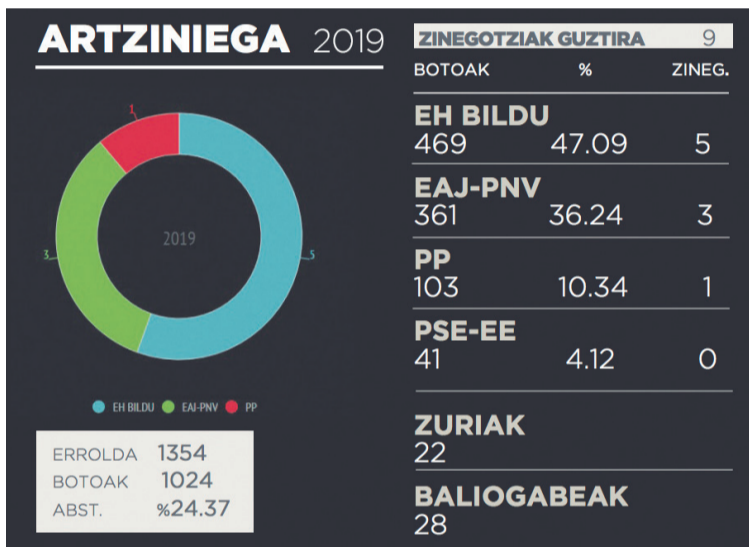 ARTZINIEGA 2019
1
3
5
2019
EH BILDU EAJ-PNV PP
ERROLDA 1354
BOTOAK 1024
ABST. %24.37
ZINEGOTZIAK GUZTIRA 9
BOTOAK % ZINEG.
EH BILDU
469 47.09 5
EAJ-PNV
361 36.24 3
PP
103 10.34 1
PSE-EE
41 4.12 0
ZURIAK
22
BALIOGABEAK
28